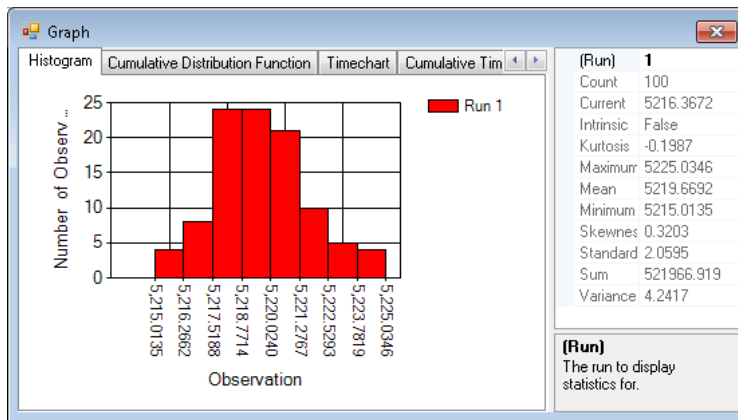 Graph
Histogram Cumulative Distribution Function Timechart Cumulative Tim
Number of Observ ..
25
20
15
10
5
0
Run 1
5,215.0135
5,216.2662
5,217.5188
5,218.7714
5,220.0240
5,221.2767
5,222.5293
5,223.7819
5,225.0346
Observation
(Run) 1
Count 100
Current 5216.3672
Intrinsic False
Kurtosis -0.1987
Maximum 5225.0346
Mean 5219.6692
Minimum 5215.0135
Skewnes 0.3203
Standard 2.0595
Sum 521966.919
Variance 4.2417
(Run)
The run to display
statistics for.